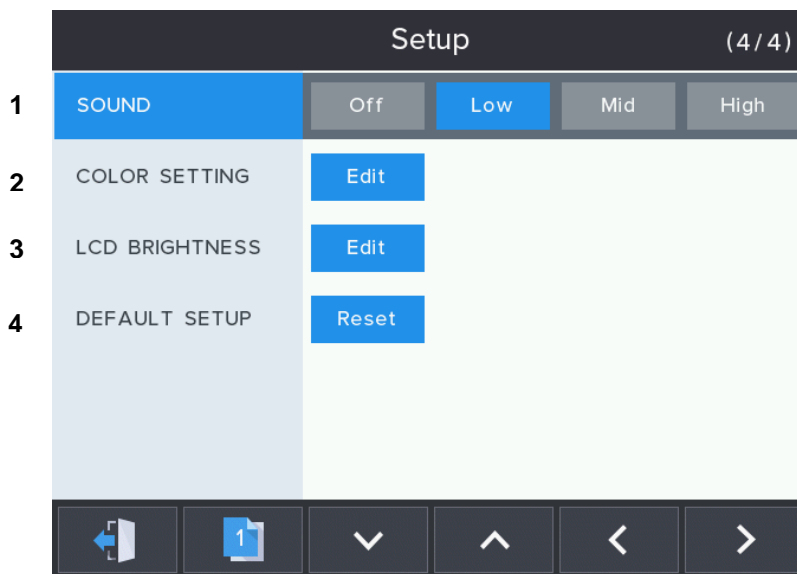 Setup (4/4)
1 SOUND Off Low Mid High
2 COLOR SETTING Edit
3 LCD BRIGHTNESS Edit
4 DEFAULT SETUP Reset
1